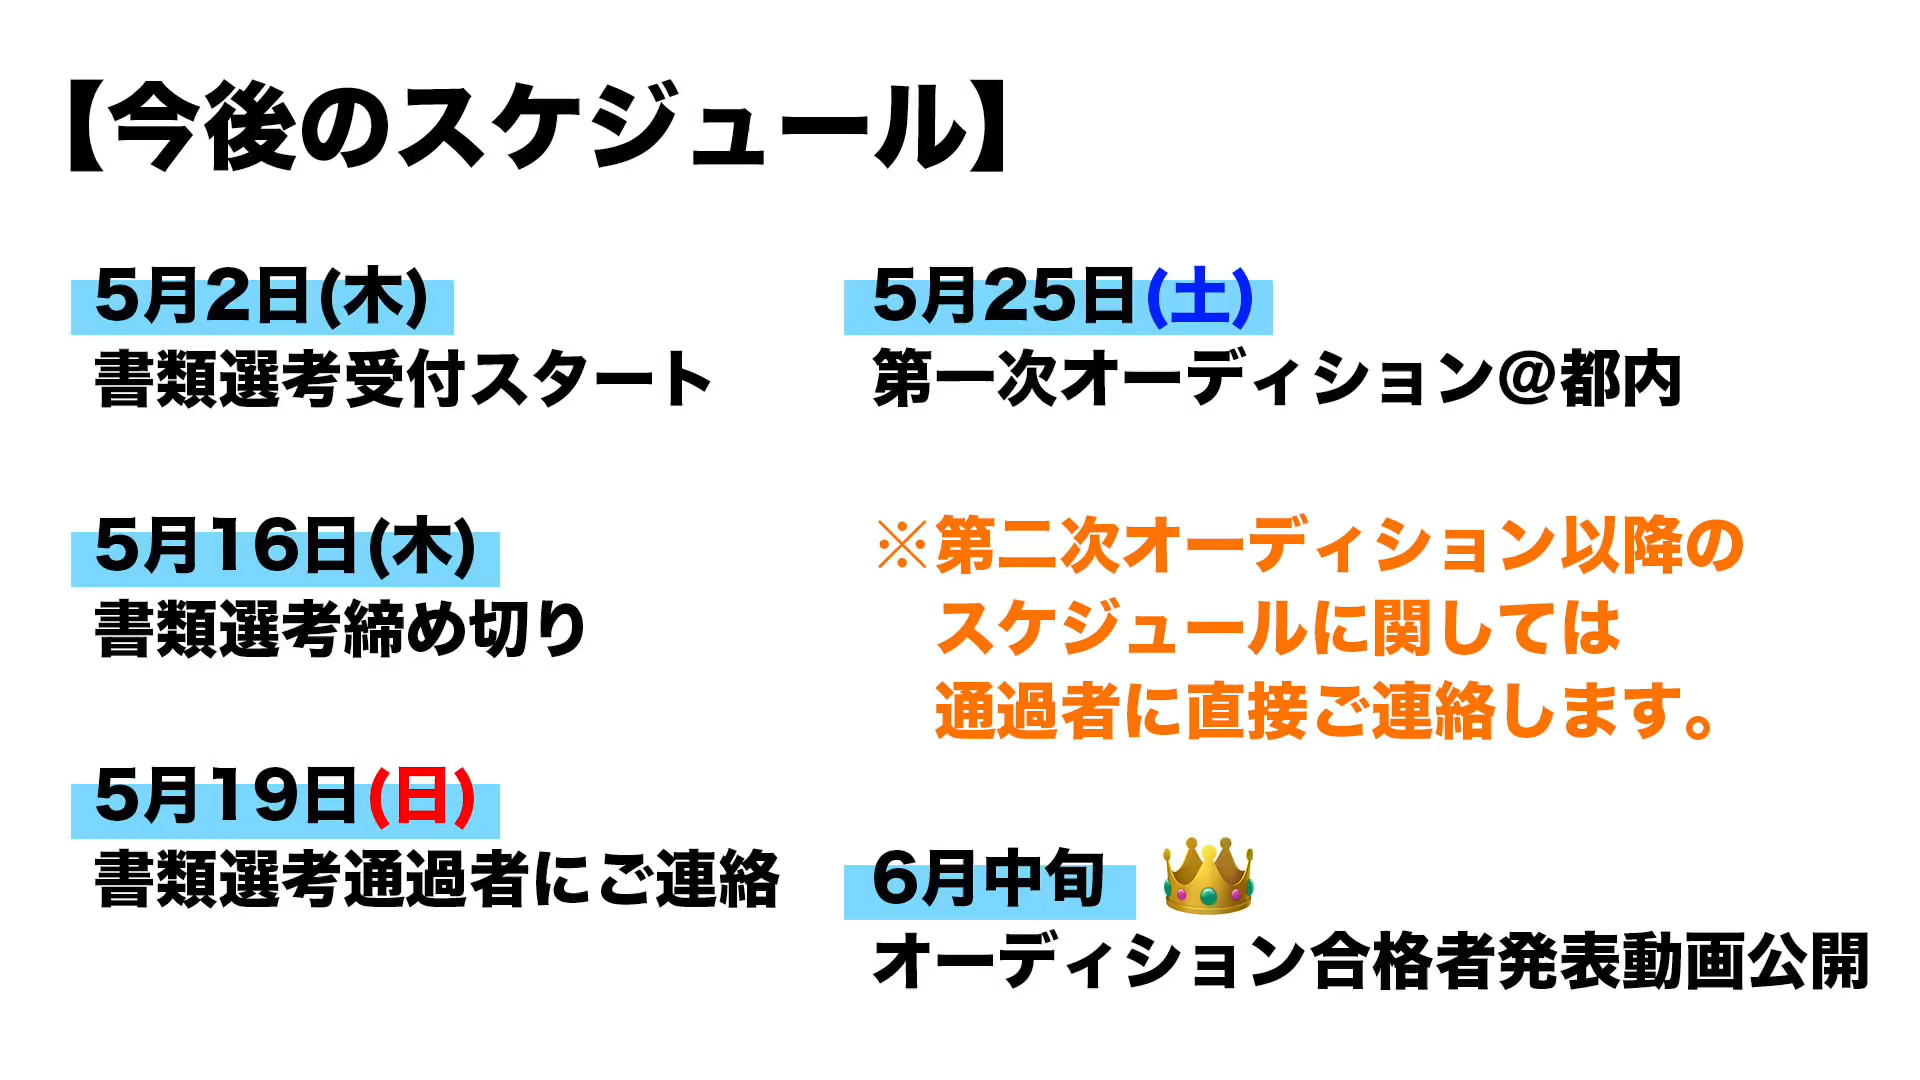 【今後のスケジュール】
5月2日(木)
書類選考受付スタート
5月16日(木)
書類選考締め切り
5月19日(日)
書類選考通過者にご連絡
5月25日(土)
第一次オーディション@都内
※第二次オーディション以降の
スケジュールに関しては
通過者に直接ご連絡します。
6月中旬
オーディション合格者発表動画公開